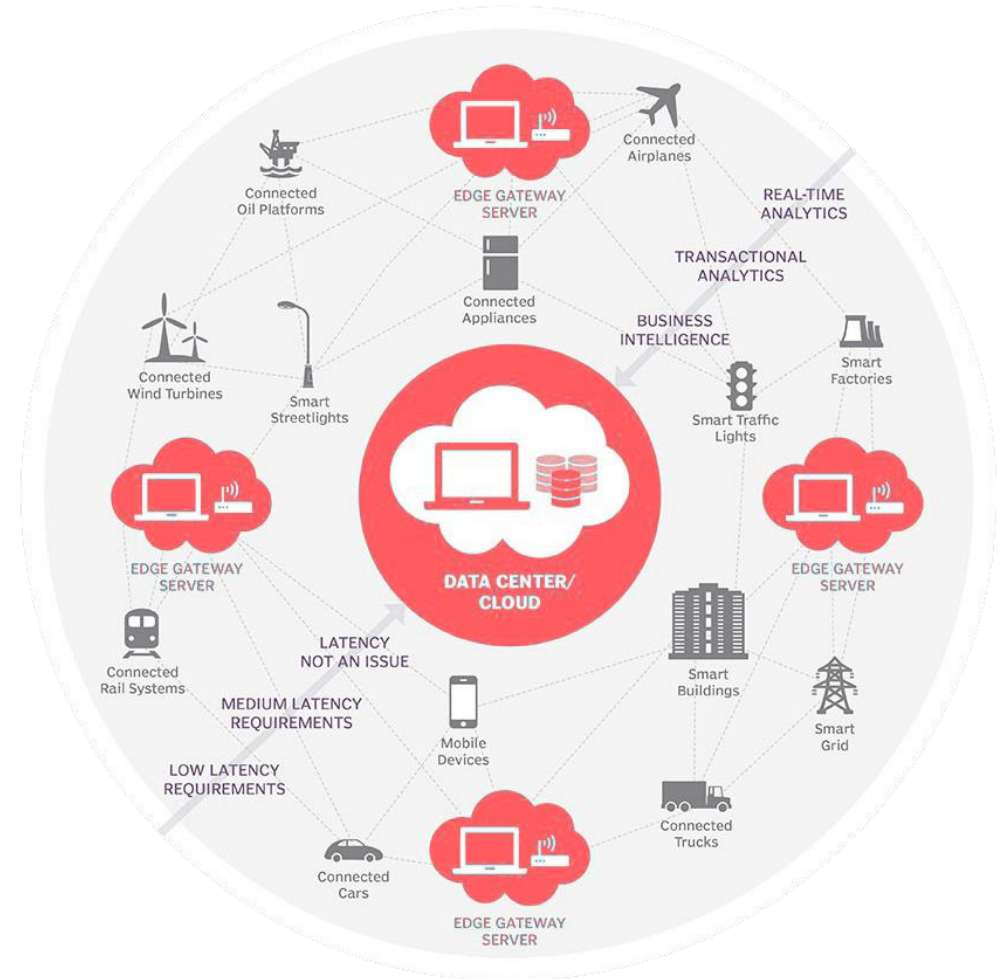 Connected
Airplanes
Connected
Oil Platforms
EDGE GATEWAY
SERVER
REAL-TIME
ANALYTICS
TRANSACTIONAL
ANALYTICS
Connected
Appliances
BUSINESS
INTELLIGENCE
Connected
Wind Turbines
Smart
Streetlights
Smart
Factories
Smart Traffic
Lights
EDGE GATEWAY
SERVER
DATA CENTER/
CLOUD
EDGE GATEWAY
SERVER
Connected
Rail Systems
LATENCY
NOT AN ISSUE
Smart
Buildings
MEDIUM LATENCY
REQUIREMENTS
Mobile
Devices
Smart
Grid
LOW LATENCY
REQUIREMENTS
Connected
Trucks
Connected
Cars
EDGE GATEWAY
SERVER